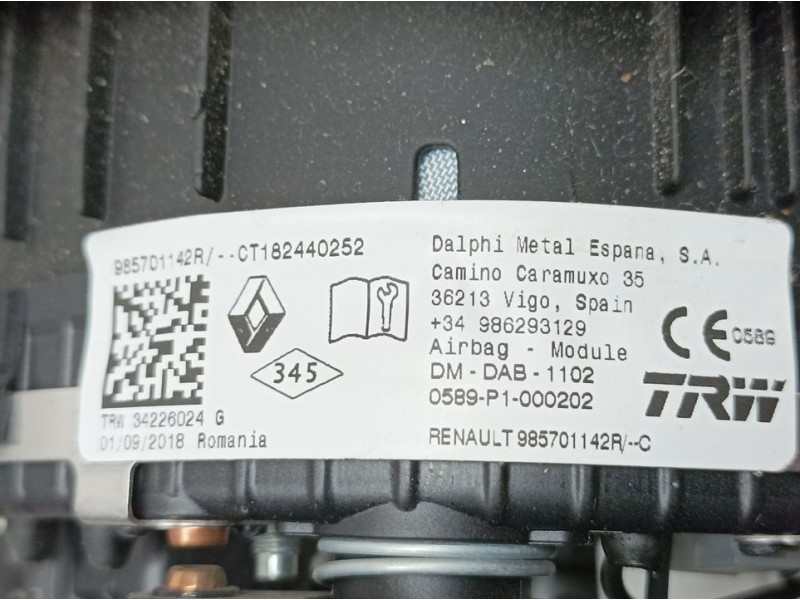 985701142R/--CT182440252
345
TRW 34226024 G
01/09/2018 Romania
Dalphi Metal Espana, S.A.
Camino Caramuxo 35
36213 Vigo, Spain
+34 986293129
Airbag - Module
DM - DAB - 1102
0589-P1-000202
RENAULT 985701142R/--C
CE 0589
TRW